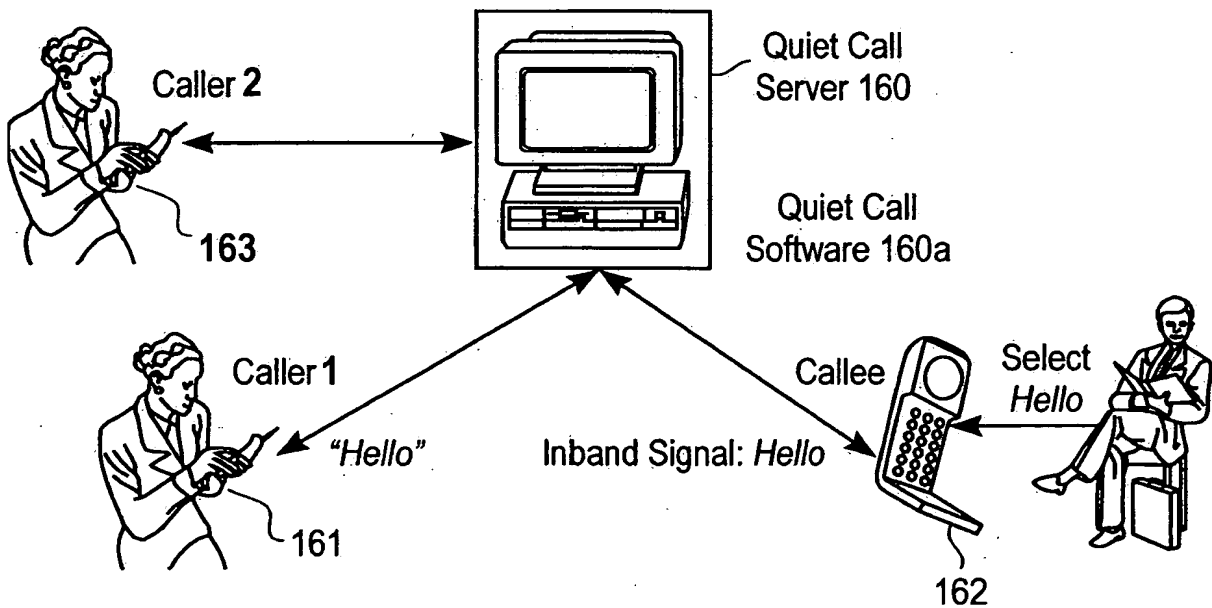 Caller 2
Quiet Call
Server 160
163
Quiet Call
Software 160a
Caller 1
"Hello"
161
Callee
Select
Hello
Inband Signal: Hello
162